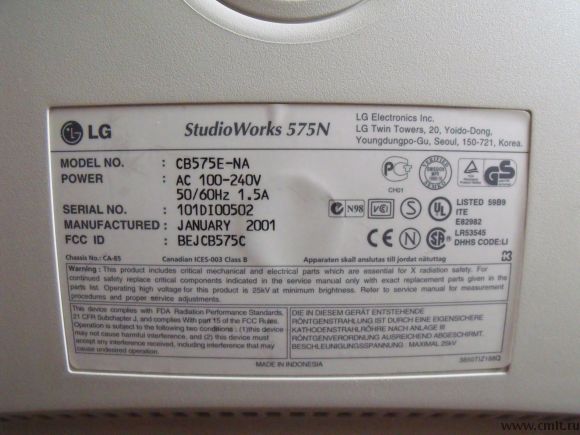 LG
StudioWorks 575N
LG Electronics Inc.
LG Twin Towers, 20, Yoido-Dong,
Youngdungpo-Gu, Seoul, 150-721, Korea.
MODEL NO. : CB575E-NA
POWER : AC 100-240V
50/60Hz 1.5A
SERIAL NO. : 101DI00502
MANUFACTURED : JANUARY 2001
FCC ID : BEJCB575C
CH01
N98
LISTED 59B9
ITE
E82982
LR53545
DHHS CODE:LI
Chassis No.: CA-85
Canadian ICES-003 Class B
Apparaten skall anslutas till jordat nätuttag
Warning : This product includes critical mechanical and electrical parts which are essential for X radiation safety. For
continued safety replace critical components indicated in the service manual only with exact replacement parts given in the
parts list. Operating high voltage for this product is 25kV at minimum brightness. Refer to service manual for measurement
procedures and proper service adjustments.
This device complies with FDA Radiation Performance Standards,
21 CFR Subchapter J, and complies With part 15 of the FCC Rules.
Operation is subject to the following two conditions : (1)this device
may not cause harmful interference, and (2) this device must
accept any interference received, including interference that may
cause undesired operation.
DIE IN DIESEM GERÄT ENTSTEHENDE
RÖNTGENSTRAHLUNG IST DURCH EINE EIGENSICHERE
KATHODENSTRAHLRÖHRE NACH ANLAGE III
RÖNTGENVERORDNUNG AUSREICHEND ABGESCHIRMT.
BESCHLEUNIGUNGSSPANNUNG : MAXIMAL 25kV
MADE IN INDONESIA
3850TIZ188Q
www.cmlt.ru